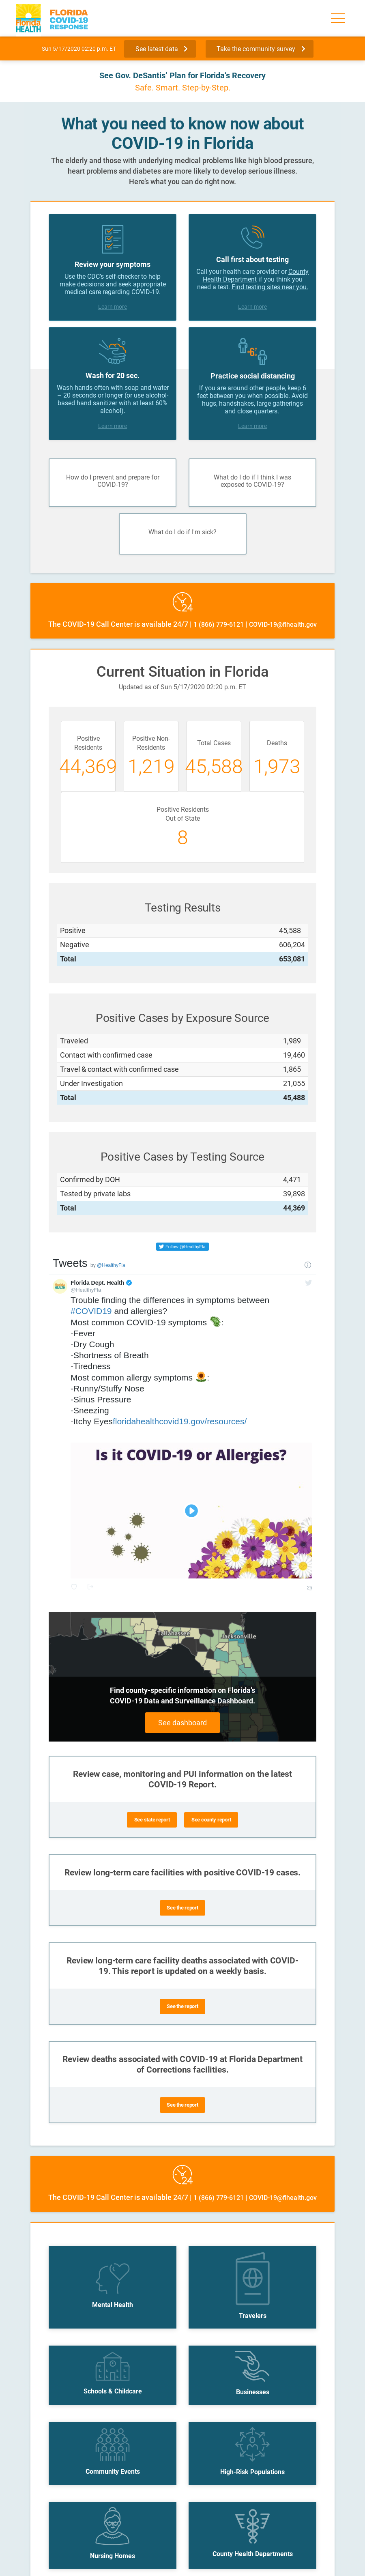 Florida
HEALTH
FLORIDA
COVID-19
RESPONSE
Sun 5/17/2020 02:20 p.m. ET
See latest data
Take the community survey
See Gov. DeSantis' Plan for Florida's Recovery
Safe. Smart. Step-by-Step.
What you need to know now about
COVID-19 in Florida
The elderly and those with underlying medical problems like high blood pressure,
heart problems and diabetes are more likely to develop serious illness.
Here's what you can do right now.
Review your symptoms
Use the CDC's self-checker to help
make decisions and seek appropriate
medical care regarding COVID-19.
Learn more
Call first about testing
Call your health care provider or County
Health Department if you think you
need a test. Find testing sites near you.
Learn more
Wash for 20 sec.
Wash hands often with soap and water
– 20 seconds or longer (or use alcohol-
based hand sanitizer with at least 60%
alcohol).
Learn more
6'
Practice social distancing
If you are around other people, keep 6
feet between you when possible. Avoid
hugs, handshakes, large gatherings
and close quarters.
Learn more
How do I prevent and prepare for
COVID-19?
What do I do if I think I was
exposed to COVID-19?
What do I do if I'm sick?
24
The COVID-19 Call Center is available 24/7 | 1 (866) 779-6121 | COVID-19@flhealth.gov
Current Situation in Florida
Updated as of Sun 5/17/2020 02:20 p.m. ET
Positive
Residents
44,369
Positive Non-
Residents
1,219
Total Cases
45,588
Deaths
1,973
Positive Residents
Out of State
8
Testing Results
Positive 45,588
Negative 606,204
Total 653,081
Positive Cases by Exposure Source
Traveled 1,989
Contact with confirmed case 19,460
Travel & contact with confirmed case 1,865
Under Investigation 21,055
Total 45,488
Positive Cases by Testing Source
Confirmed by DOH 4,471
Tested by private labs 39,898
Total 44,369
Follow @HealthyFla
Tweets by @HealthyFla
Florida Dept. Health
@HealthyFla
Trouble finding the differences in symptoms between
#COVID19 and allergies?
Most common COVID-19 symptoms 🦠:
-Fever
-Dry Cough
-Shortness of Breath
-Tiredness
Most common allergy symptoms 🌻:
-Runny/Stuffy Nose
-Sinus Pressure
-Sneezing
-Itchy Eyesfloridahealthcovid19.gov/resources/
Is it COVID-19 or Allergies?
2h
Tallahassee
Jacksonville
Find county-specific information on Florida's
COVID-19 Data and Surveillance Dashboard.
See dashboard
Review case, monitoring and PUI information on the latest
COVID-19 Report.
See state report
See county report
Review long-term care facilities with positive COVID-19 cases.
See the report
Review long-term care facility deaths associated with COVID-
19. This report is updated on a weekly basis.
See the report
Review deaths associated with COVID-19 at Florida Department
of Corrections facilities.
See the report
24
The COVID-19 Call Center is available 24/7 | 1 (866) 779-6121 | COVID-19@flhealth.gov
Mental Health
Travelers
Schools & Childcare
Businesses
Community Events
High-Risk Populations
Nursing Homes
County Health Departments